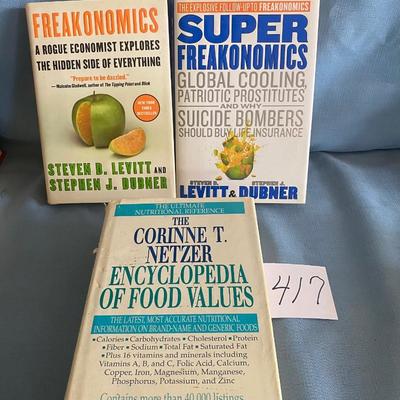 FREAKONOMICS
A ROGUE ECONOMIST EXPLORES
THE HIDDEN SIDE OF EVERYTHING
"Prepare to be dazzled."
—Malcolm Gladwell, author of The Tipping Point and Blink
NEW YORK
TIMES
BESTSELLER
STEVEN D. LEVITT AND
STEPHEN J. DUBNER
THE EXPLOSIVE FOLLOW-UP TO FREAKONOMICS
SUPER
FREAKONOMICS
GLOBAL COOLING,
PATRIOTIC PROSTITUTES
AND WHY
SUICIDE BOMBERS
SHOULD BUY LIFE INSURANCE
STEVEN D. STEPHEN J.
LEVITT & DUBNER
THE ULTIMATE
NUTRITIONAL REFERENCE
THE
CORINNE T.
NETZER
ENCYCLOPEDIA
OF FOOD VALUES
THE LATEST, MOST ACCURATE NUTRITIONAL
INFORMATION ON BRAND-NAME AND GENERIC FOODS
• Calories • Carbohydrates • Cholesterol • Protein
• Fiber • Sodium • Total Fat • Saturated Fat
• Plus 16 vitamins and minerals including
Vitamins A, B, and C, Folic Acid, Calcium,
Copper, Iron, Magnesium, Manganese,
Phosphorus, Potassium, and Zinc
Contains more than 40,000 listings
417